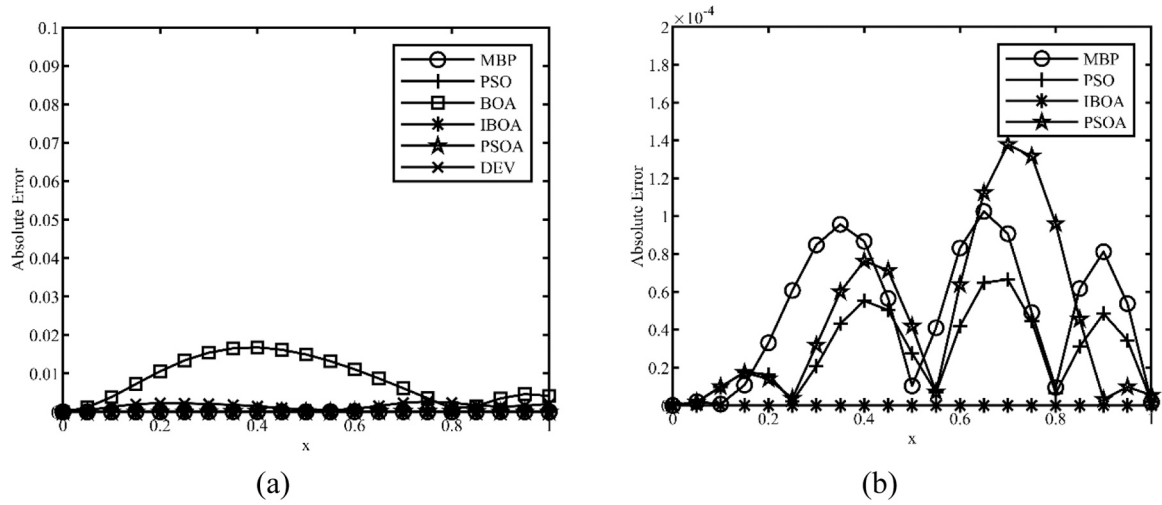 0.1
0.09
0.08
0.07
0.06
0.05
0.04
0.03
0.02
0.01
0
Absolute Error
0 0.2 0.4 0.6 0.8 1
x
MBP
PSO
BOA
IBOA
PSOA
DEV
(a)
×10⁻⁴
2
1.8
1.6
1.4
1.2
1
0.8
0.6
0.4
0.2
0
Absolute Error
0 0.2 0.4 0.6 0.8 1
x
MBP
PSO
IBOA
PSOA
(b)